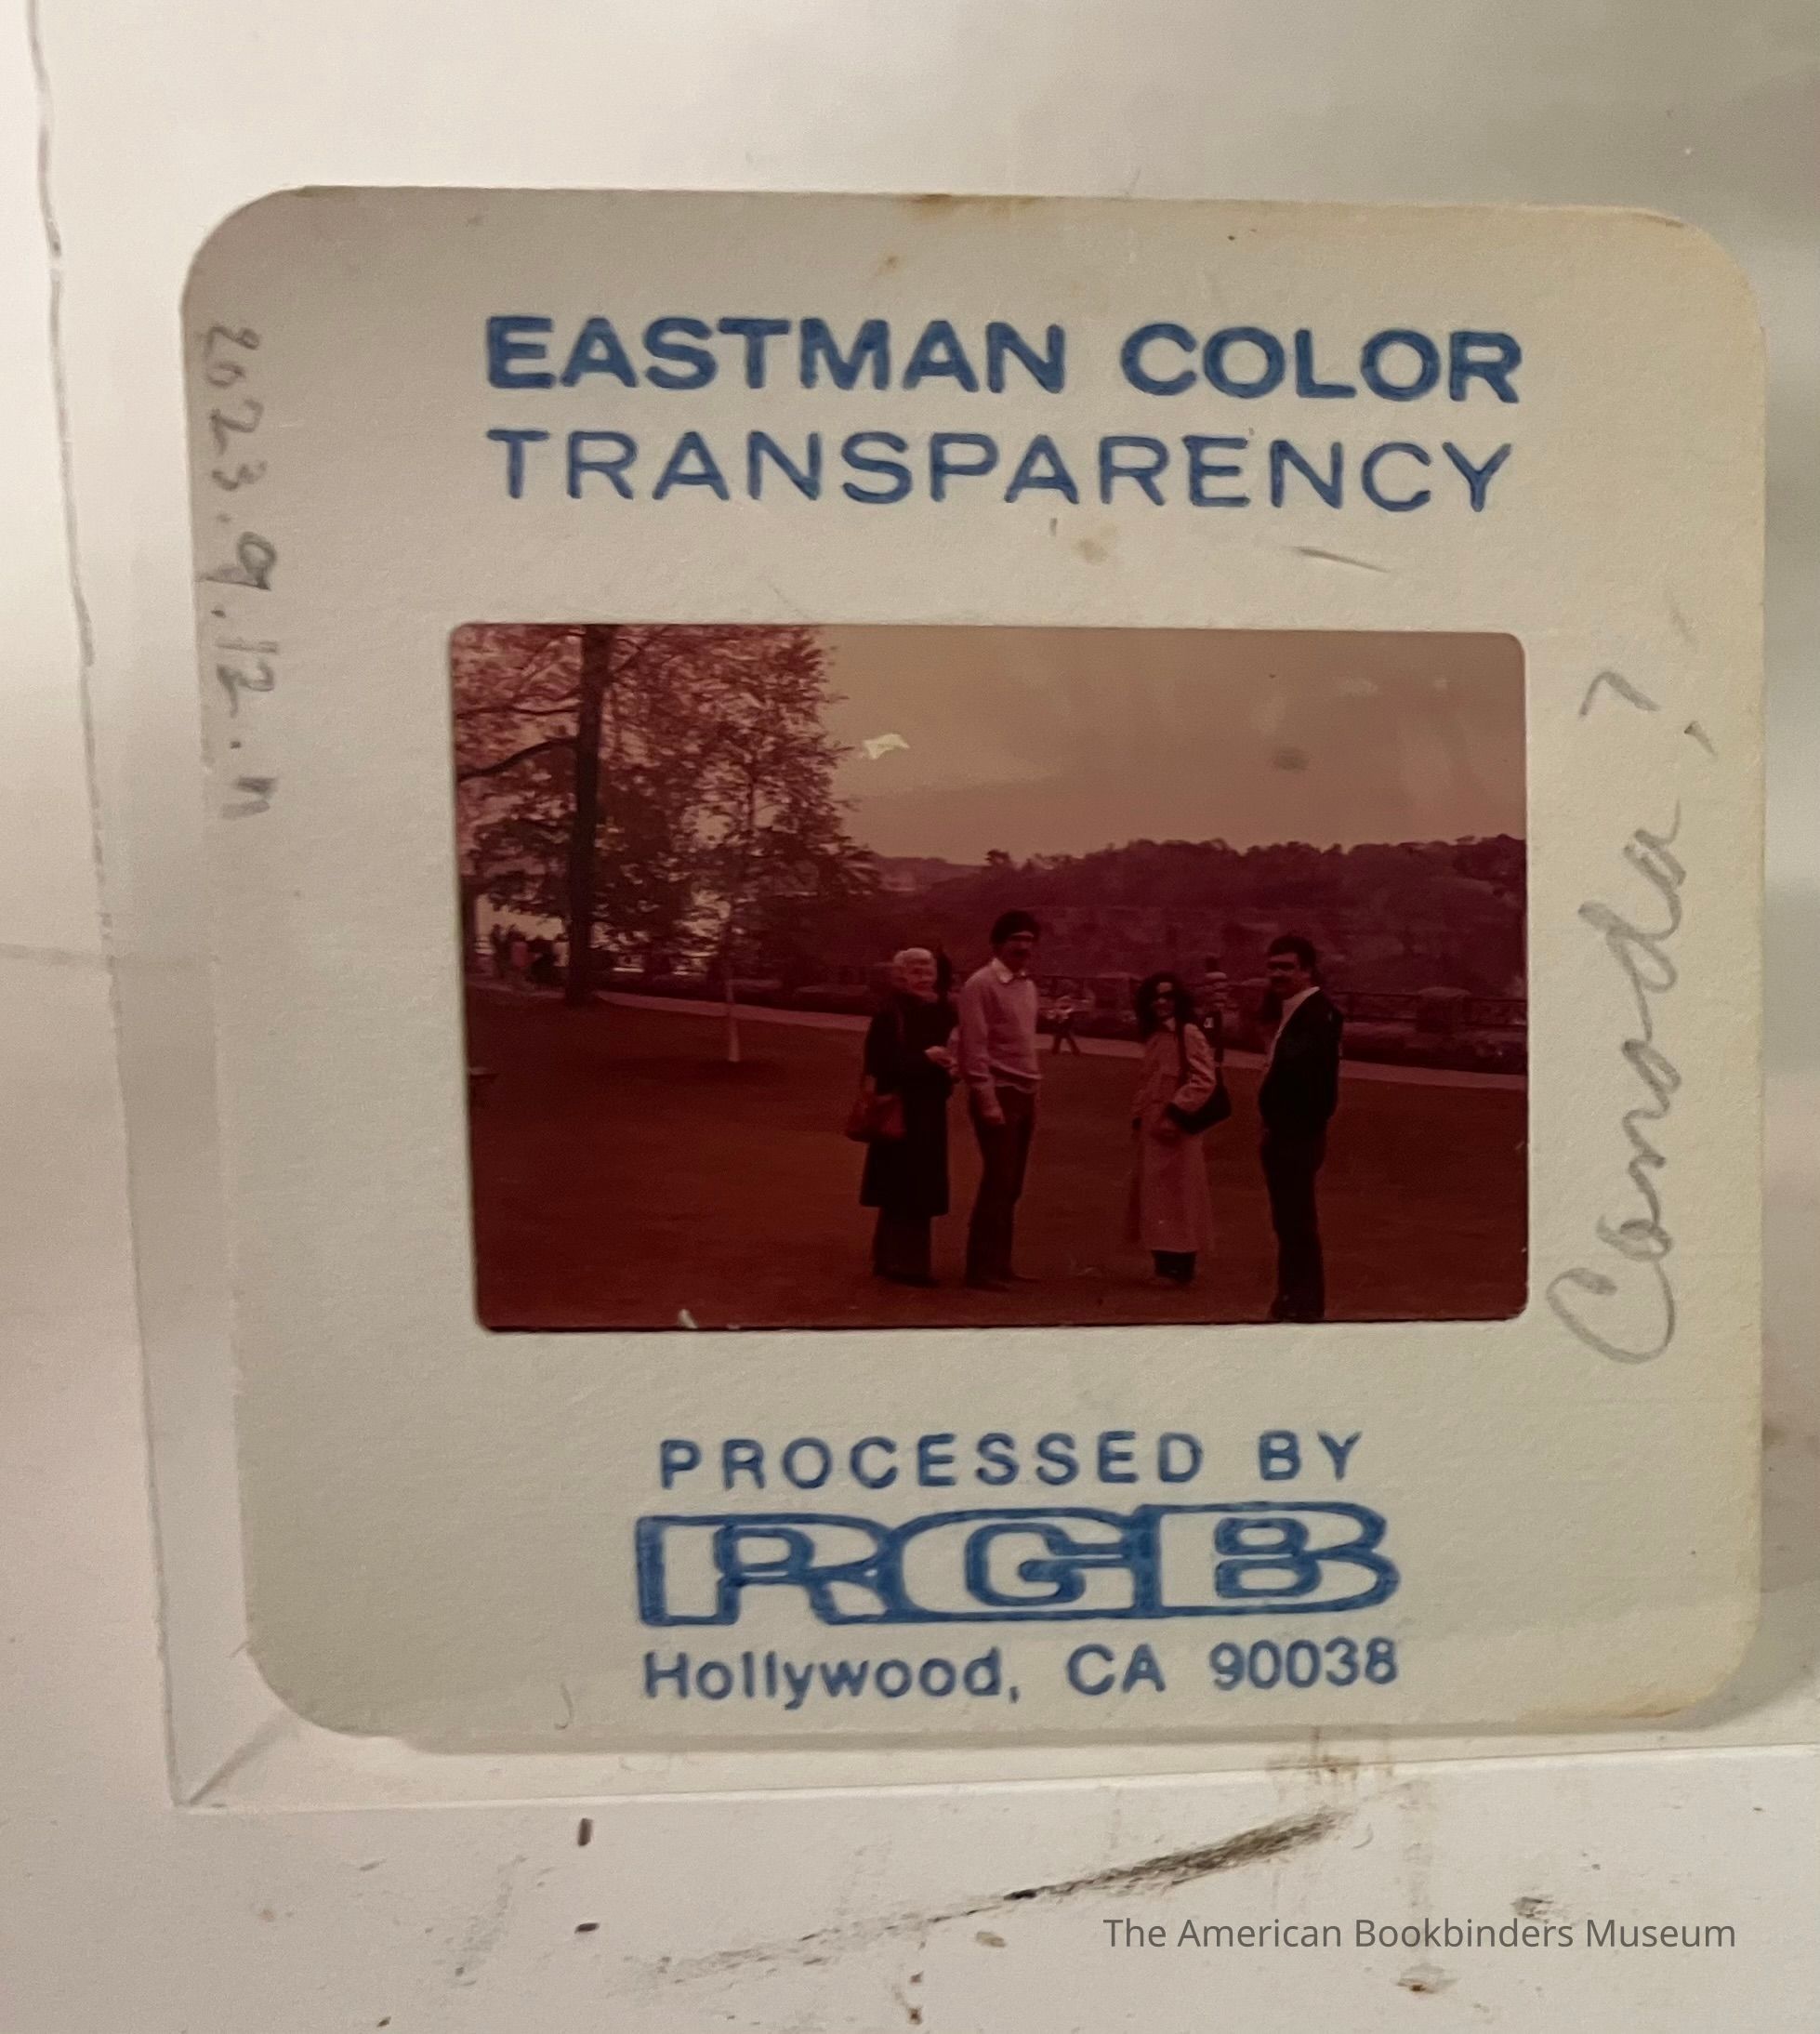 EASTMAN COLOR
TRANSPARENCY
2023.9.12.11
Canada?
PROCESSED BY
RGB
Hollywood, CA 90038
The American Bookbinders Museum